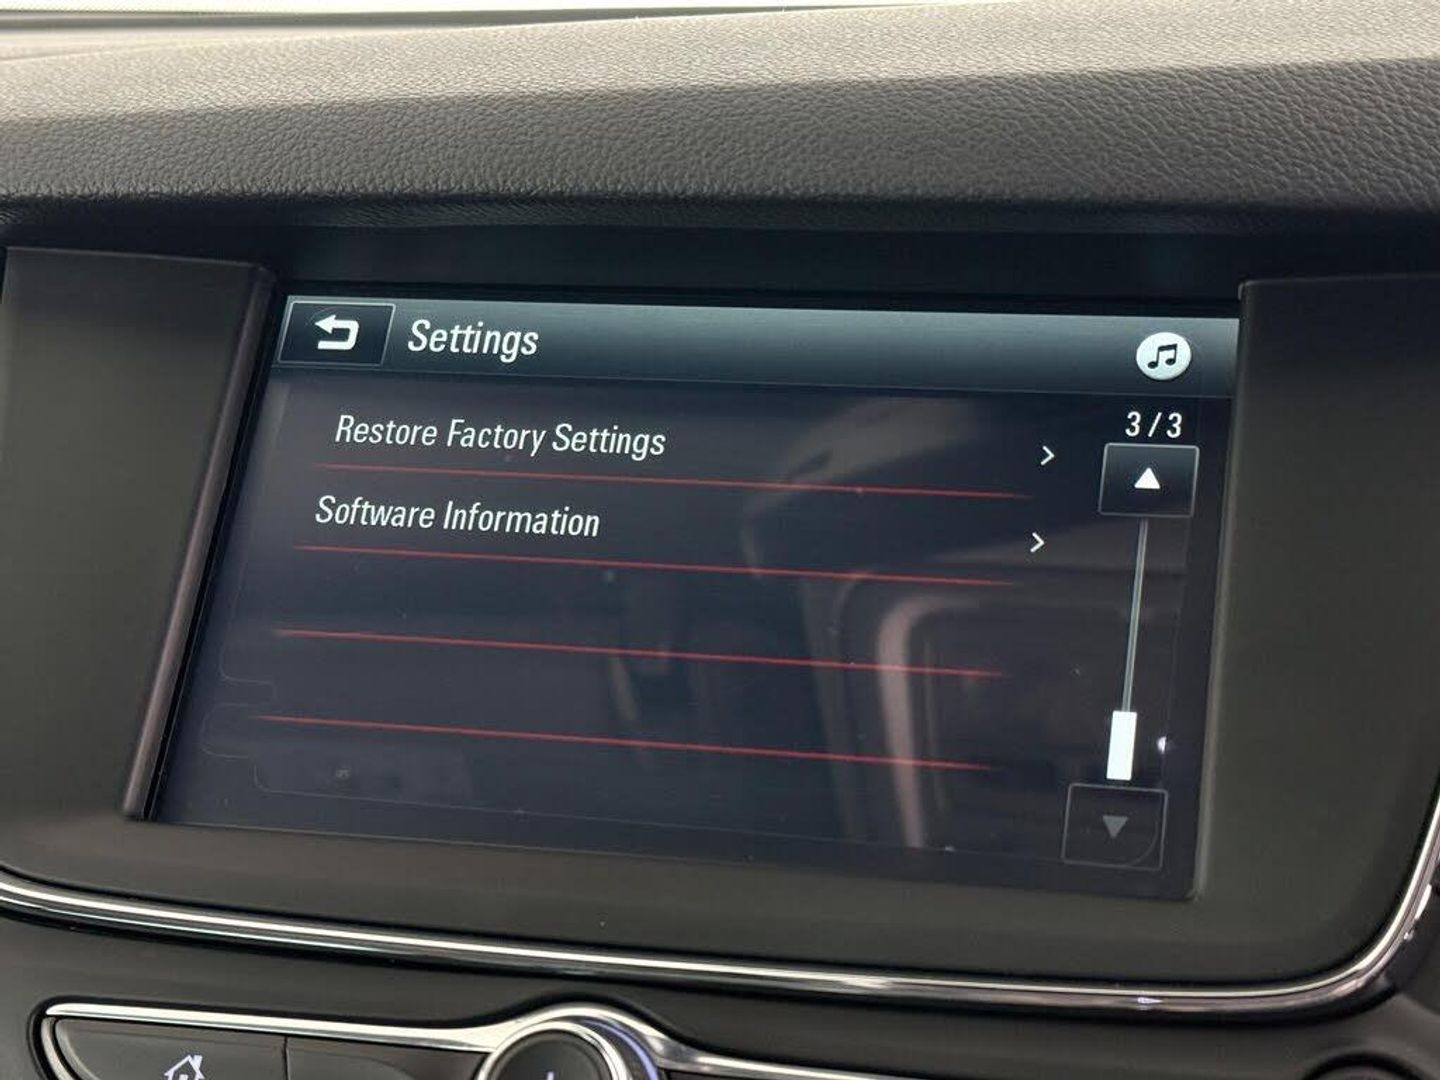 Settings
3/3
Restore Factory Settings
Software Information